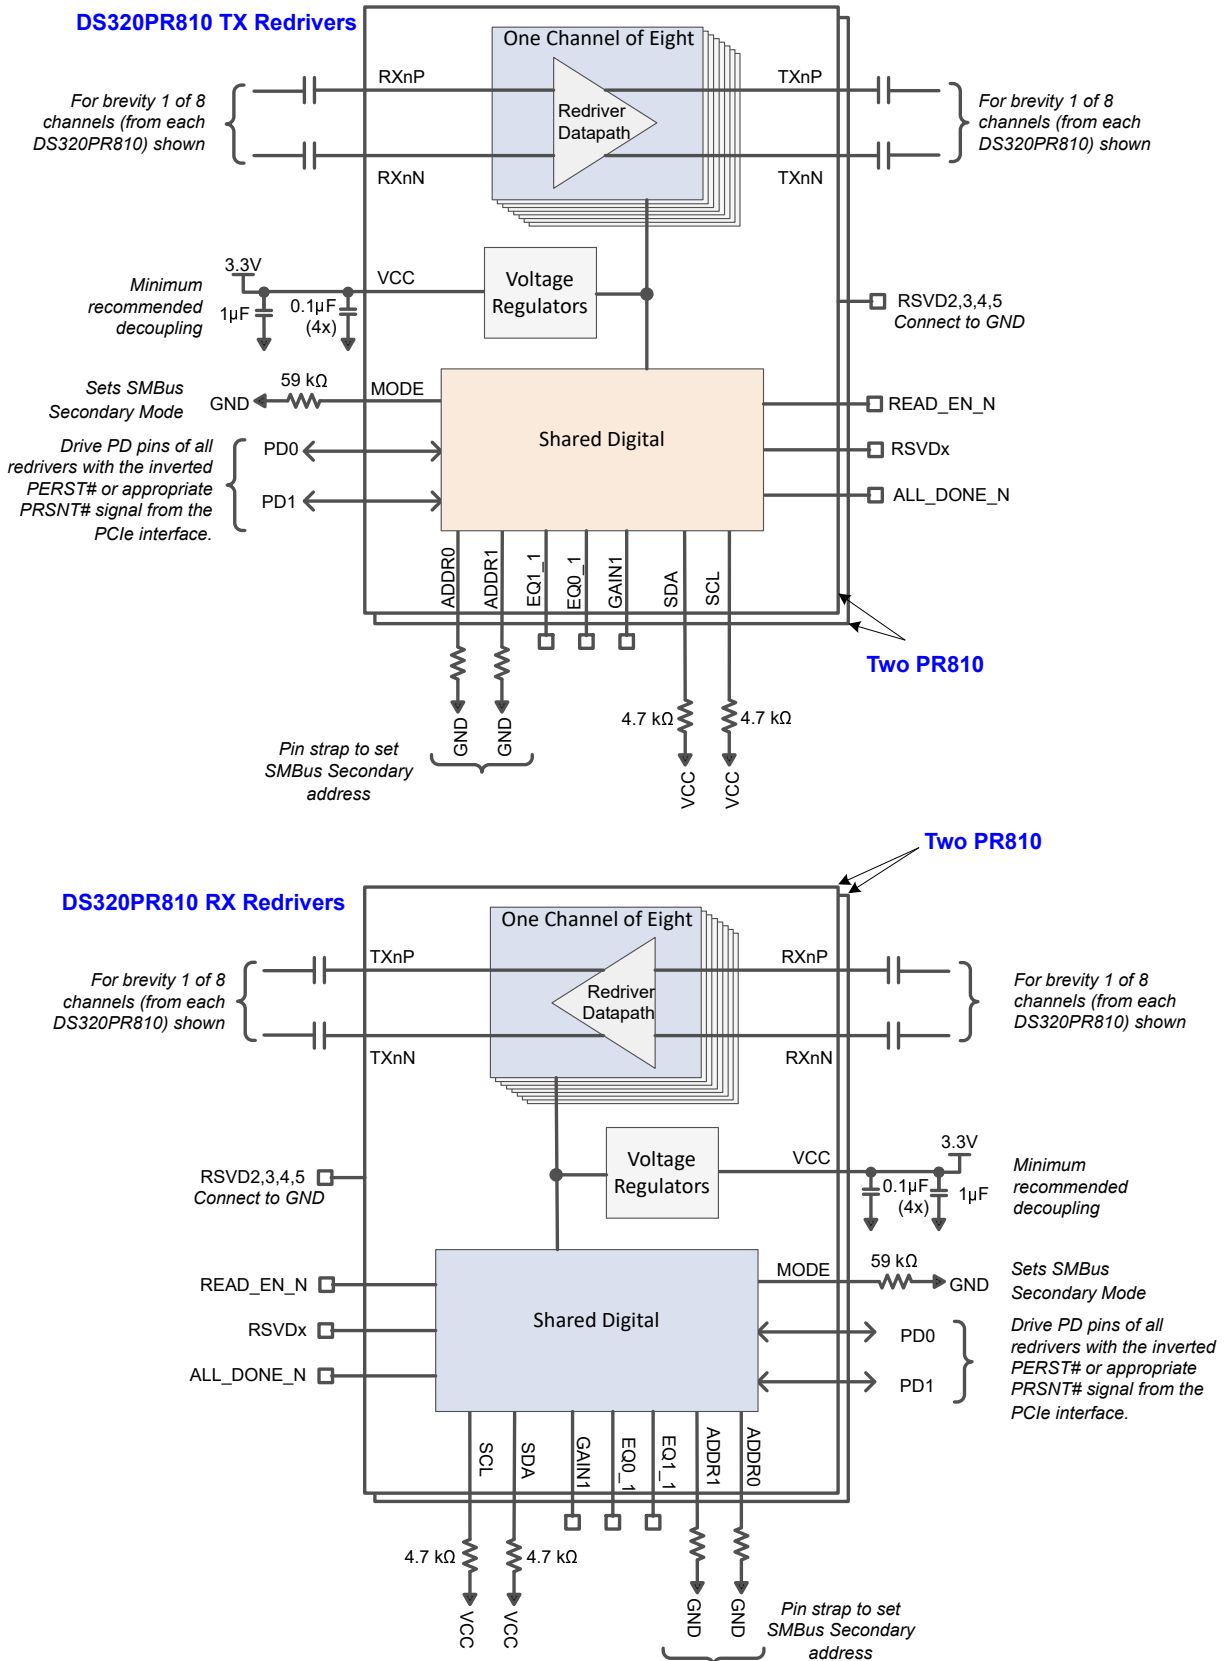 DS320PR810 TX Redrivers
One Channel of Eight
RXnP
TXnP
For brevity 1 of 8
channels (from each
DS320PR810) shown
Redriver
Datapath
For brevity 1 of 8
channels (from each
DS320PR810) shown
RXnN
TXnN
3.3V
VCC
Minimum
recommended
decoupling
1µF
0.1µF
(4x)
Voltage
Regulators
RSVD2,3,4,5
Connect to GND
Sets SMBus
Secondary Mode
GND
59 kΩ
MODE
Shared Digital
READ_EN_N
RSVDx
ALL_DONE_N
Drive PD pins of all
redrivers with the inverted
PERST# or appropriate
PRSNT# signal from the
PCIe interface.
PD0
PD1
ADDR0
ADDR1
EQ1_1
EQ0_1
GAIN1
SDA
SCL
Two PR810
GND
GND
4.7 kΩ
4.7 kΩ
VCC
VCC
Pin strap to set
SMBus Secondary
address
Two PR810
DS320PR810 RX Redrivers
One Channel of Eight
TXnP
RXnP
For brevity 1 of 8
channels (from each
DS320PR810) shown
Redriver
Datapath
For brevity 1 of 8
channels (from each
DS320PR810) shown
TXnN
RXnN
RSVD2,3,4,5
Connect to GND
Voltage
Regulators
VCC
3.3V
0.1µF
(4x)
1µF
Minimum
recommended
decoupling
READ_EN_N
RSVDx
ALL_DONE_N
Shared Digital
MODE
59 kΩ
GND
Sets SMBus
Secondary Mode
PD0
PD1
Drive PD pins of all
redrivers with the inverted
PERST# or appropriate
PRSNT# signal from the
PCIe interface.
SCL
SDA
GAIN1
EQ0_1
EQ1_1
ADDR1
ADDR0
4.7 kΩ
4.7 kΩ
VCC
VCC
GND
GND
Pin strap to set
SMBus Secondary
address